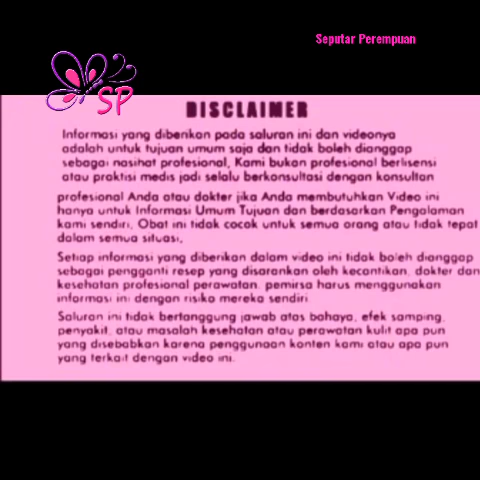 Seputar Perempuan
SP
DISCLAIMER
Informasi yang diberikan pada saluran ini dan videonya
adalah untuk tujuan umum saja dan tidak boleh dianggap
sebagai nasihat profesional, Kami bukan profesional berlisensi
atau praktisi medis jadi selalu berkonsultasi dengan konsultan
profesional Anda atau dokter jika Anda membutuhkan Video ini
hanya untuk Informasi Umum Tujuan dan berdasarkan Pengalaman
kami sendiri, Obat ini tidak cocok untuk semua orang atau tidak tepat
dalam semua situasi,
Setiap informasi yang diberikan dalam video ini tidak boleh dianggap
sebagai pengganti resep yang disarankan oleh kecantikan, dokter dan
kesehatan profesional perawatan. pemirsa harus menggunakan
informasi ini dengan risiko mereka sendiri.
Saluran ini tidak bertanggung jawab atas bahaya, efek samping,
penyakit, atau masalah kesehatan atau perawatan kulit apa pun
yang disebabkan karena penggunaan konten kami atau apa pun
yang terkait dengan video ini.